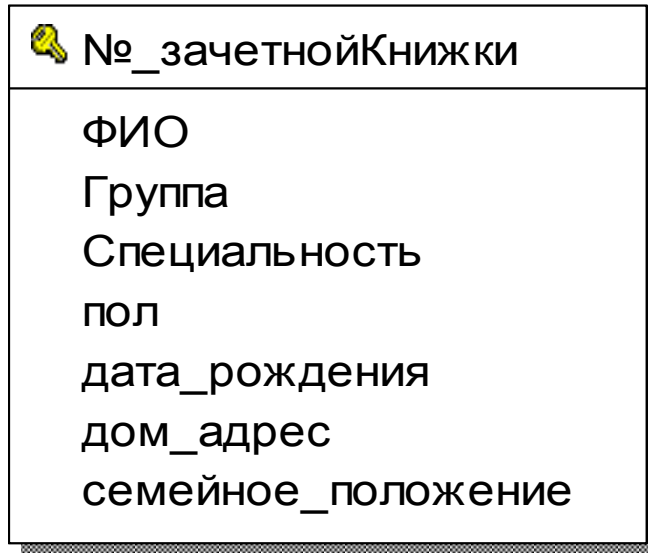 №_зачетнойКнижки
ФИО
Группа
Специальность
пол
дата_рождения
дом_адрес
семейное_положение